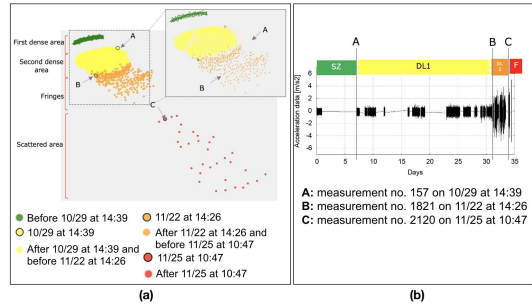 A
First dense area
Second dense
area
B
Fringes
C
Scattered area
A
B
Before 10/29 at 14:39
10/29 at 14:39
After 10/29 at 14:39 and
before 11/22 at 14:26
11/22 at 14:26
After 11/22 at 14:26 and
before 11/25 at 10:47
11/25 at 10:47
After 11/25 at 10:47
(a)
A B C
SZ DL1 DL2 F
Acceleration data [m/s2]
6
4
2
0
-2
-4
-6
0 5 10 15 20 25 30 35
Days
A: measurement no. 157 on 10/29 at 14:39
B: measurement no. 1821 on 11/22 at 14:26
C: measurement no. 2120 on 11/25 at 10:47
(b)